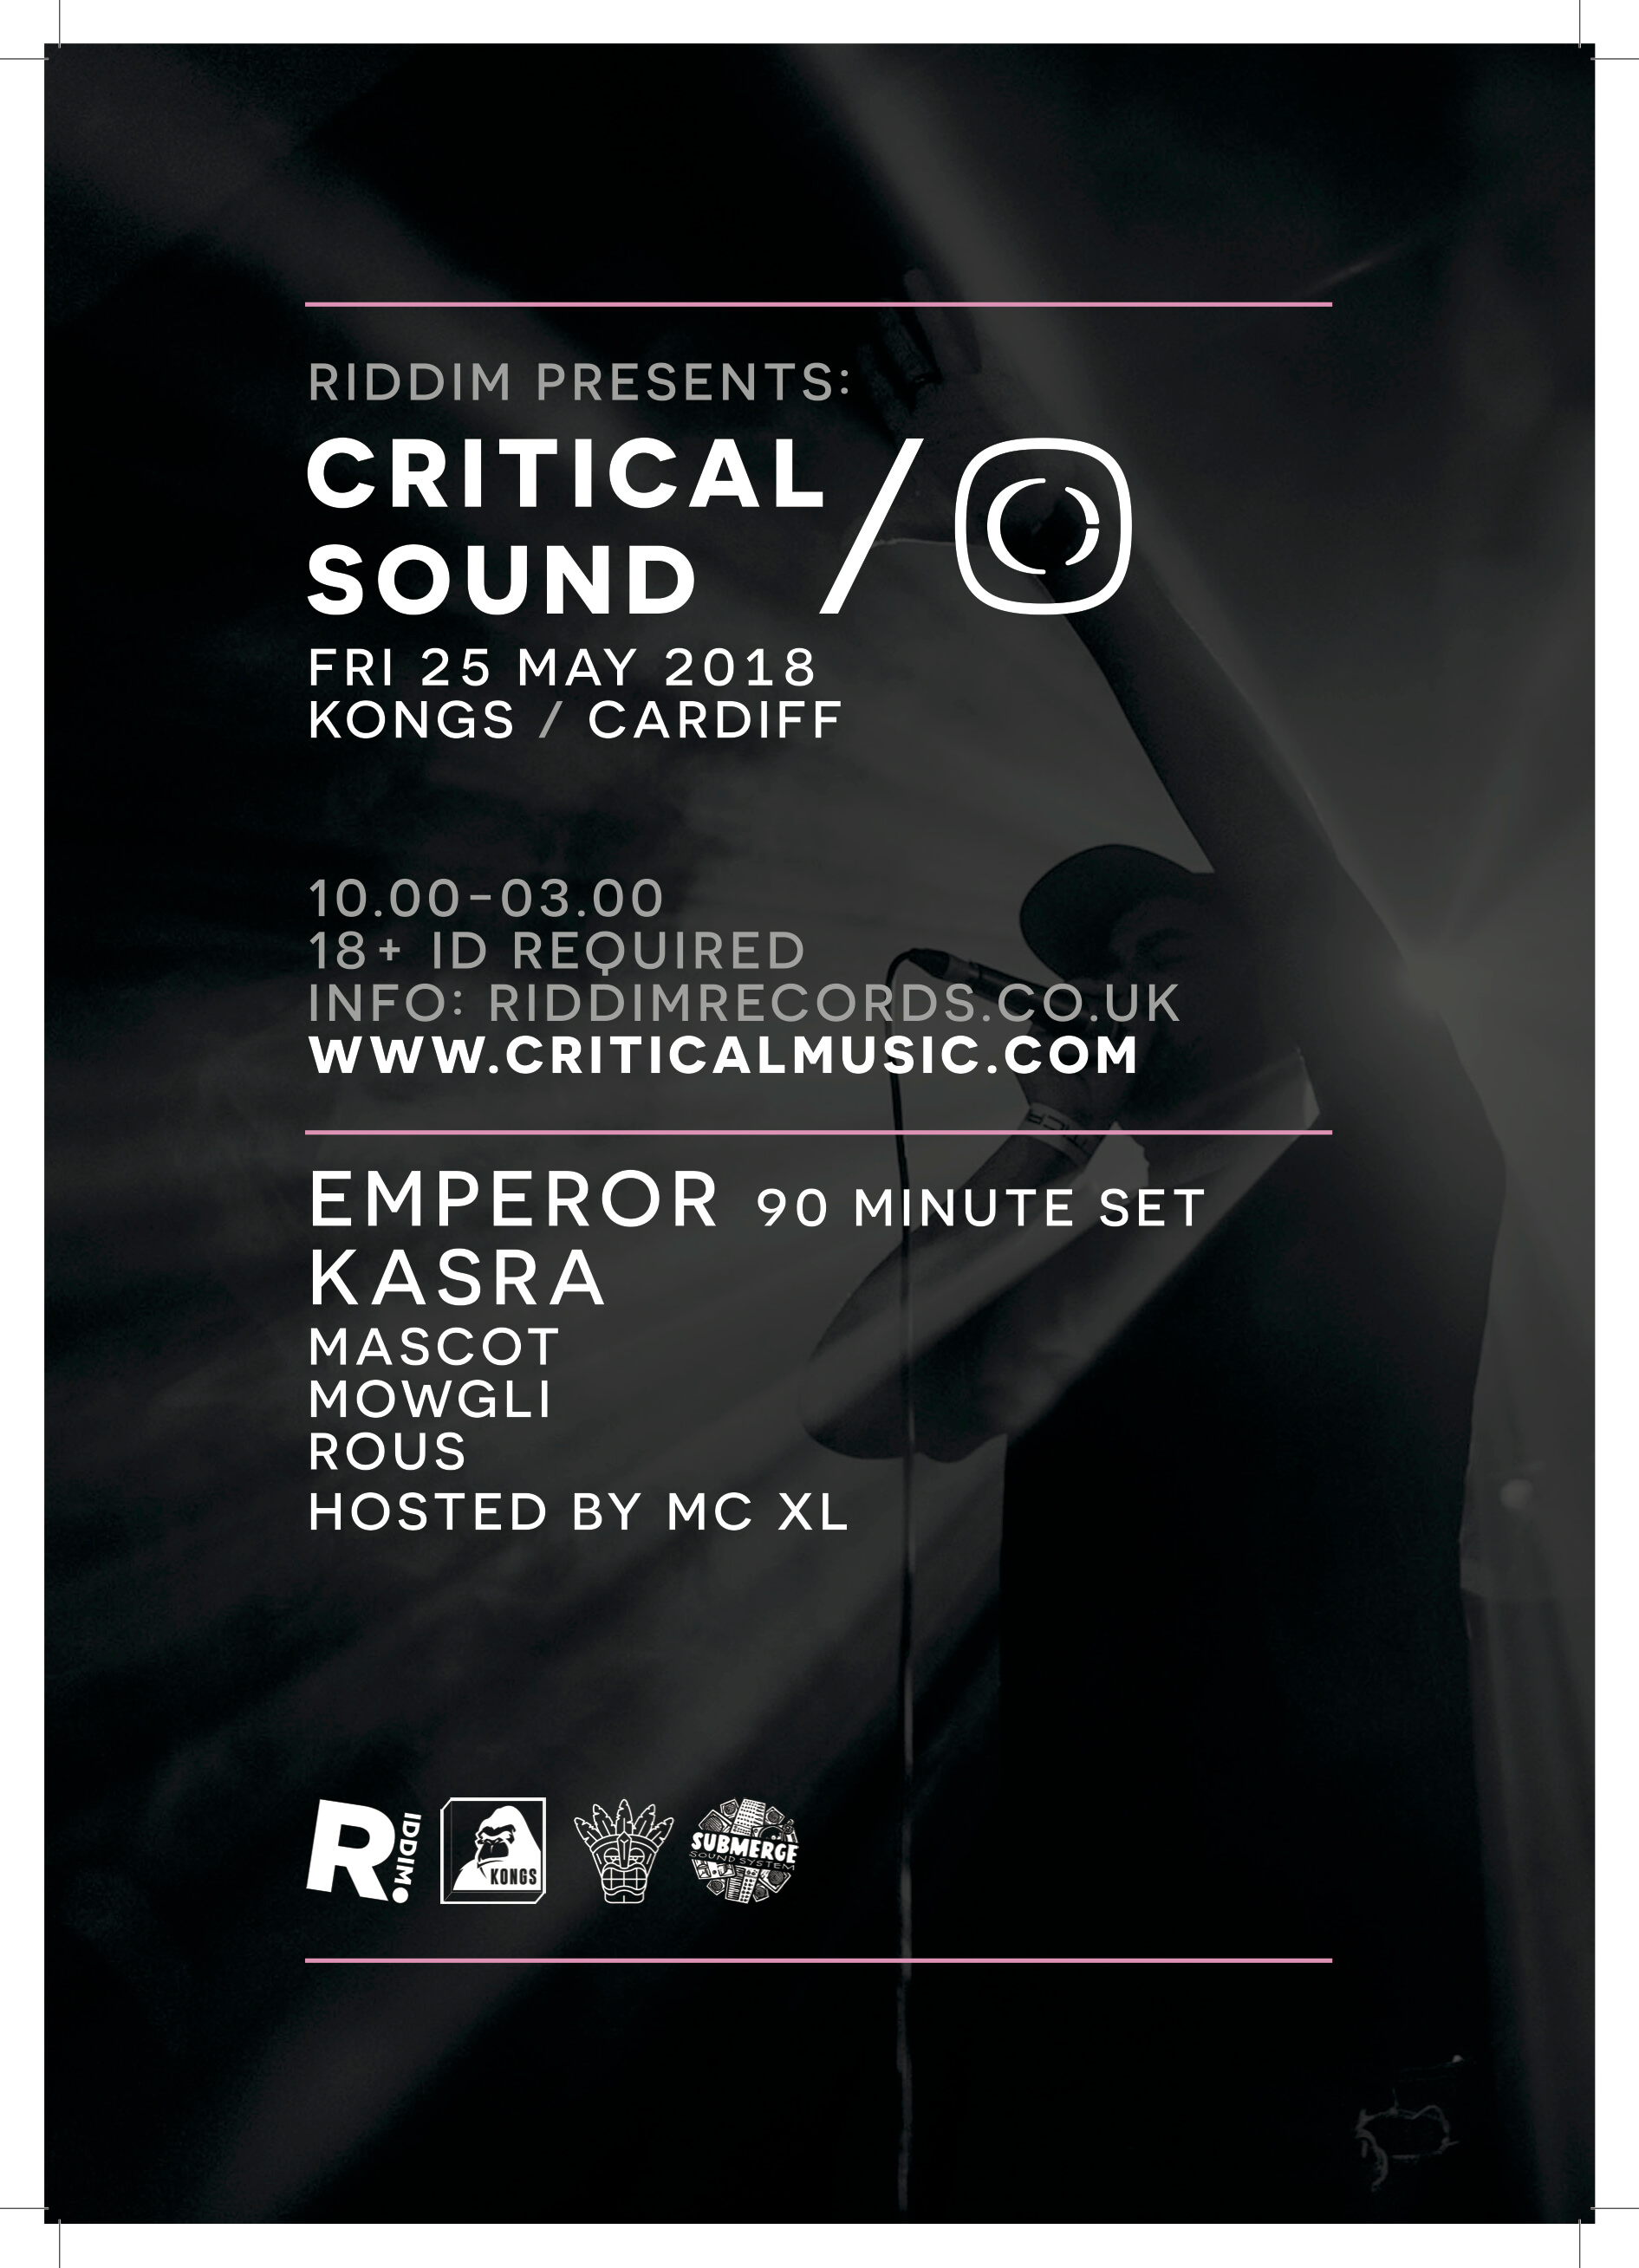 RIDDIM PRESENTS:
CRITICAL /
SOUND
FRI 25 MAY 2018
KONGS / CARDIFF
10.00-03.00
18+ ID REQUIRED
INFO: RIDDIMRECORDS.CO.UK
WWW.CRITICALMUSIC.COM
EMPEROR 90 MINUTE SET
KASRA
MASCOT
MOWGLI
ROUS
HOSTED BY MC XL
RIDDIM.
KONGS
SUBMERGE
SOUND SYSTEM